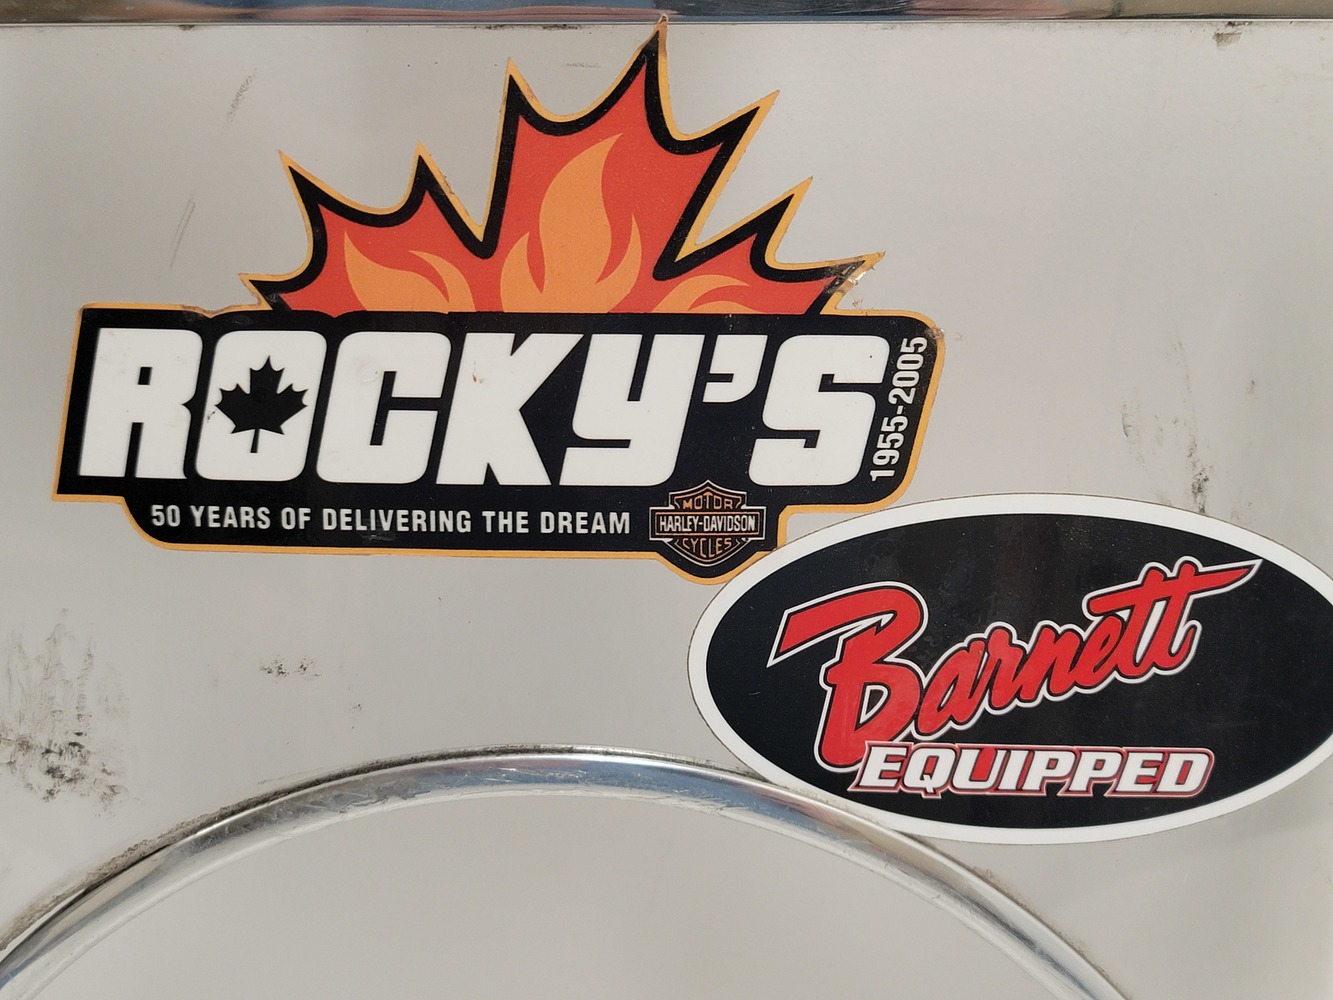 ROCKY'S
1955-2005
50 YEARS OF DELIVERING THE DREAM
MOTOR
HARLEY-DAVIDSON
CYCLES
Barnett
EQUIPPED